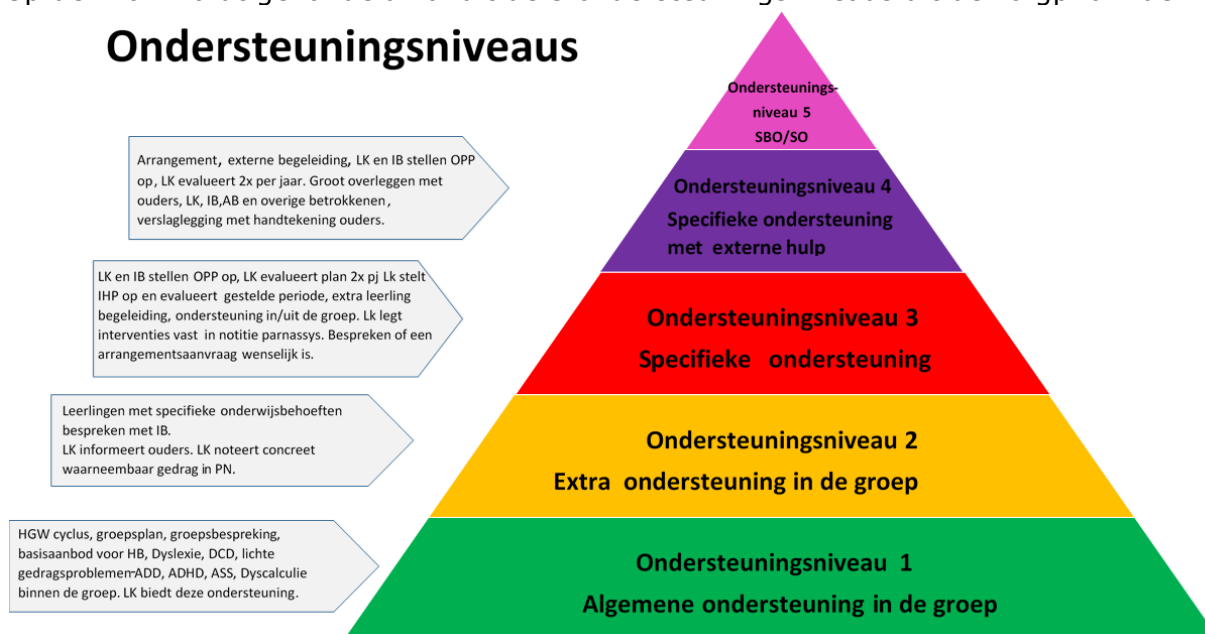 Ondersteuningsniveaus
Ondersteunings-
niveau 5
SBO/SO
Arrangement, externe begeleiding, LK en IB stellen OPP
op, LK evalueert 2x per jaar. Groot overleggen met
ouders, LK, IB,AB en overige betrokkenen,
verslaglegging met handtekening ouders.
Ondersteuningsniveau 4
Specifieke ondersteuning
met externe hulp
LK en IB stellen OPP op, LK evalueert plan 2x pj Lk stelt
IHP op en evalueert gestelde periode, extra leerling
begeleiding, ondersteuning in/uit de groep. Lk legt
interventies vast in notitie parnassys. Bespreken of een
arrangementsaanvraag wenselijk is.
Ondersteuningsniveau 3
Specifieke ondersteuning
Leerlingen met specifieke onderwijsbehoeften
bespreken met IB.
LK informeert ouders. LK noteert concreet
waarneembaar gedrag in PN.
Ondersteuningsniveau 2
Extra ondersteuning in de groep
HGW cyclus, groepsplan, groepsbespreking,
basisaanbod voor HB, Dyslexie, DCD, lichte
gedragsproblemen-ADD, ADHD, ASS, Dyscalculie
binnen de groep. LK biedt deze ondersteuning.
Ondersteuningsniveau 1
Algemene ondersteuning in de groep